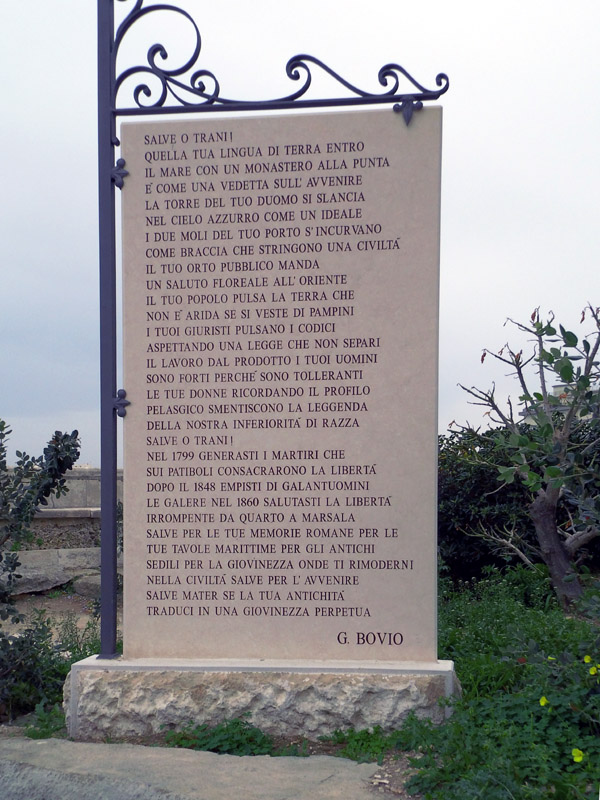 SALVE O TRANI!
QUELLA TUA LINGUA DI TERRA ENTRO
IL MARE CON UN MONASTERO ALLA PUNTA
E' COME UNA VEDETTA SULL' AVVENIRE
LA TORRE DEL TUO DUOMO SI SLANCIA
NEL CIELO AZZURRO COME UN IDEALE
I DUE MOLI DEL TUO PORTO S'INCURVANO
COME BRACCIA CHE STRINGONO UNA CIVILTA'
IL TUO ORTO PUBBLICO MANDA
UN SALUTO FLOREALE ALL'ORIENTE
IL TUO POPOLO PULSA LA TERRA CHE
NON E' ARIDA SE SI VESTE DI PAMPINI
I TUOI GIURISTI PULSANO I CODICI
ASPETTANDO UNA LEGGE CHE NON SEPARI
IL LAVORO DAL PRODOTTO I TUOI UOMINI
SONO FORTI PERCHE' SONO TOLLERANTI
LE TUE DONNE RICORDANDO IL PROFILO
PELASGICO SMENTISCONO LA LEGGENDA
DELLA NOSTRA INFERIORITA' DI RAZZA
SALVE O TRANI!
NEL 1799 GENERASTI I MARTIRI CHE
SUI PATIBOLI CONSACRARONO LA LIBERTA'
DOPO IL 1848 EMPISTI DI GALANTUOMINI
LE GALERE NEL 1860 SALUTASTI LA LIBERTA'
IRROMPENTE DA QUARTO A MARSALA
SALVE PER LE TUE MEMORIE ROMANE PER LE
TUE TAVOLE MARITTIME PER GLI ANTICHI
SEDILI PER LA GIOVINEZZA ONDE TI RIMODERNI
NELLA CIVILTA' SALVE PER L' AVVENIRE
SALVE MATER SE LA TUA ANTICHITA'
TRADUCI IN UNA GIOVINEZZA PERPETUA
G. BOVIO